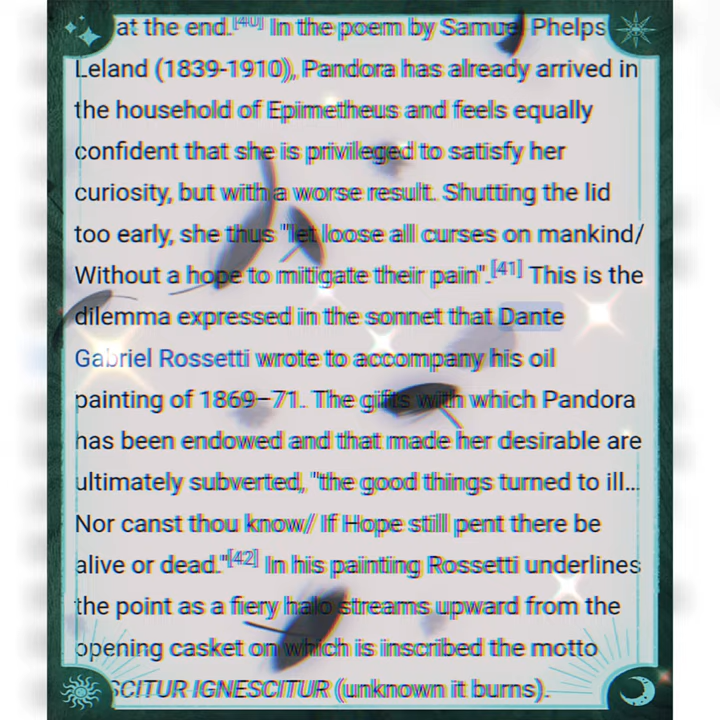 at the end.[40] In the poem by Samuel Phelps
Leland (1839-1910), Pandora has already arrived in
the household of Epimetheus and feels equally
confident that she is privileged to satisfy her
curiosity, but with a worse result. Shutting the lid
too early, she thus "let loose all curses on mankind/
Without a hope to mitigate their pain".[41] This is the
dilemma expressed in the sonnet that Dante
Gabriel Rossetti wrote to accompany his oil
painting of 1869–71. The gifts with which Pandora
has been endowed and that made her desirable are
ultimately subverted, "the good things turned to ill...
Nor canst thou know/ If Hope still pent there be
alive or dead."[42] In his painting Rossetti underlines
the point as a fiery halo streams upward from the
opening casket on which is inscribed the motto
SCITUR IGNESCITUR (unknown it burns).